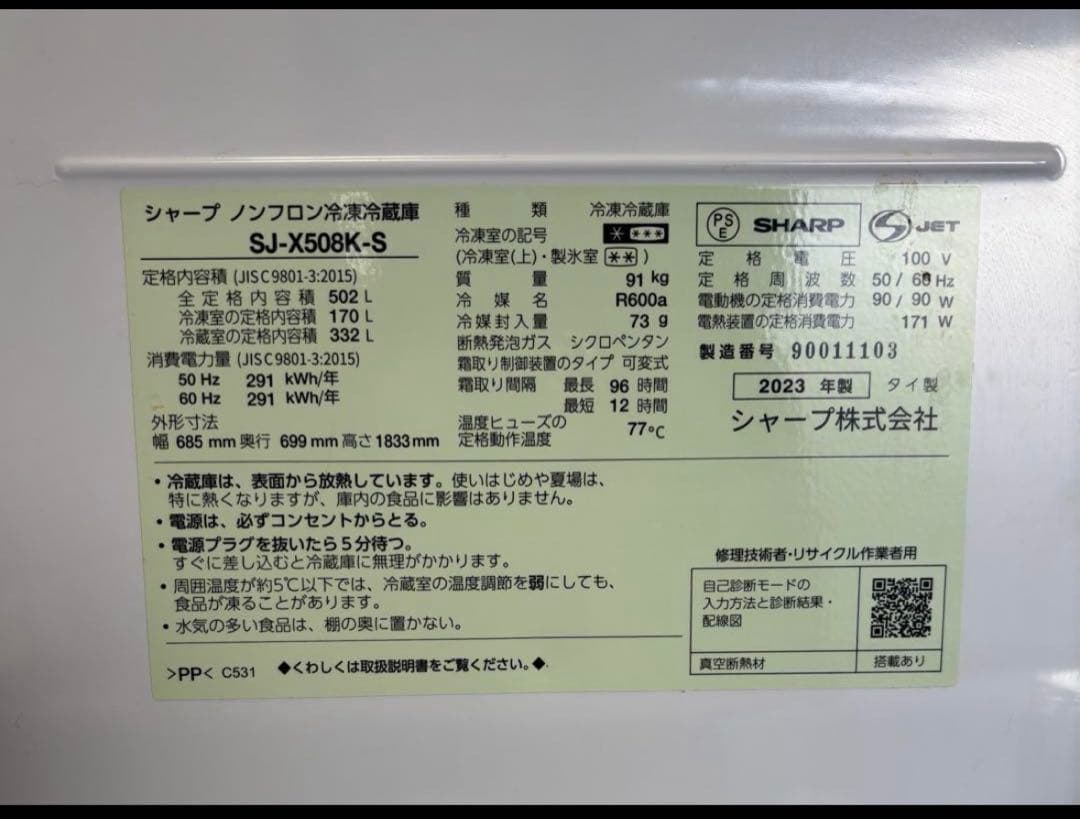 シャープ ノンフロン冷凍冷蔵庫
SJ-X508K-S
定格内容積 (JISC9801-3:2015)
全定格内容積 502 L
冷凍室の定格内容積 170 L
冷蔵室の定格内容積 332 L
消費電力量 (JISC9801-3:2015)
50 Hz 291 kWh/年
60 Hz 291 kWh/年
外形寸法
幅 685 mm 奥行 699 mm 高さ 1833 mm
種類 冷凍冷蔵庫
冷凍室の記号 * ***
(冷凍室(上)・製氷室 ** )
質量 91 kg
冷媒名 R600a
冷媒封入量 73 g
断熱発泡ガス シクロペンタン
霜取り制御装置のタイプ 可変式
霜取り間隔 最長 96 時間
最短 12 時間
温度ヒューズの
定格動作温度 77℃
PSE SHARP JET
定格電圧 100 V
定格周波数 50/60 Hz
電動機の定格消費電力 90/90 W
電熱装置の定格消費電力 171 W
製造番号 90011103
2023 年製 タイ製
シャープ株式会社
・冷蔵庫は、表面から放熱しています。使いはじめや夏場は、
特に熱くなりますが、庫内の食品に影響はありません。
・電源は、必ずコンセントからとる。
・電源プラグを抜いたら5分待つ。
すぐに差し込むと冷蔵庫に無理がかかります。
・周囲温度が約5℃以下では、冷蔵室の温度調節を弱にしても、
食品が凍ることがあります。
・水気の多い食品は、棚の奥に置かない。
>PP< C531 ◆くわしくは取扱説明書をご覧ください。◆
修理技術者・リサイクル作業者用
自己診断モードの
入力方法と診断結果・
配線図
真空断熱材 搭載あり